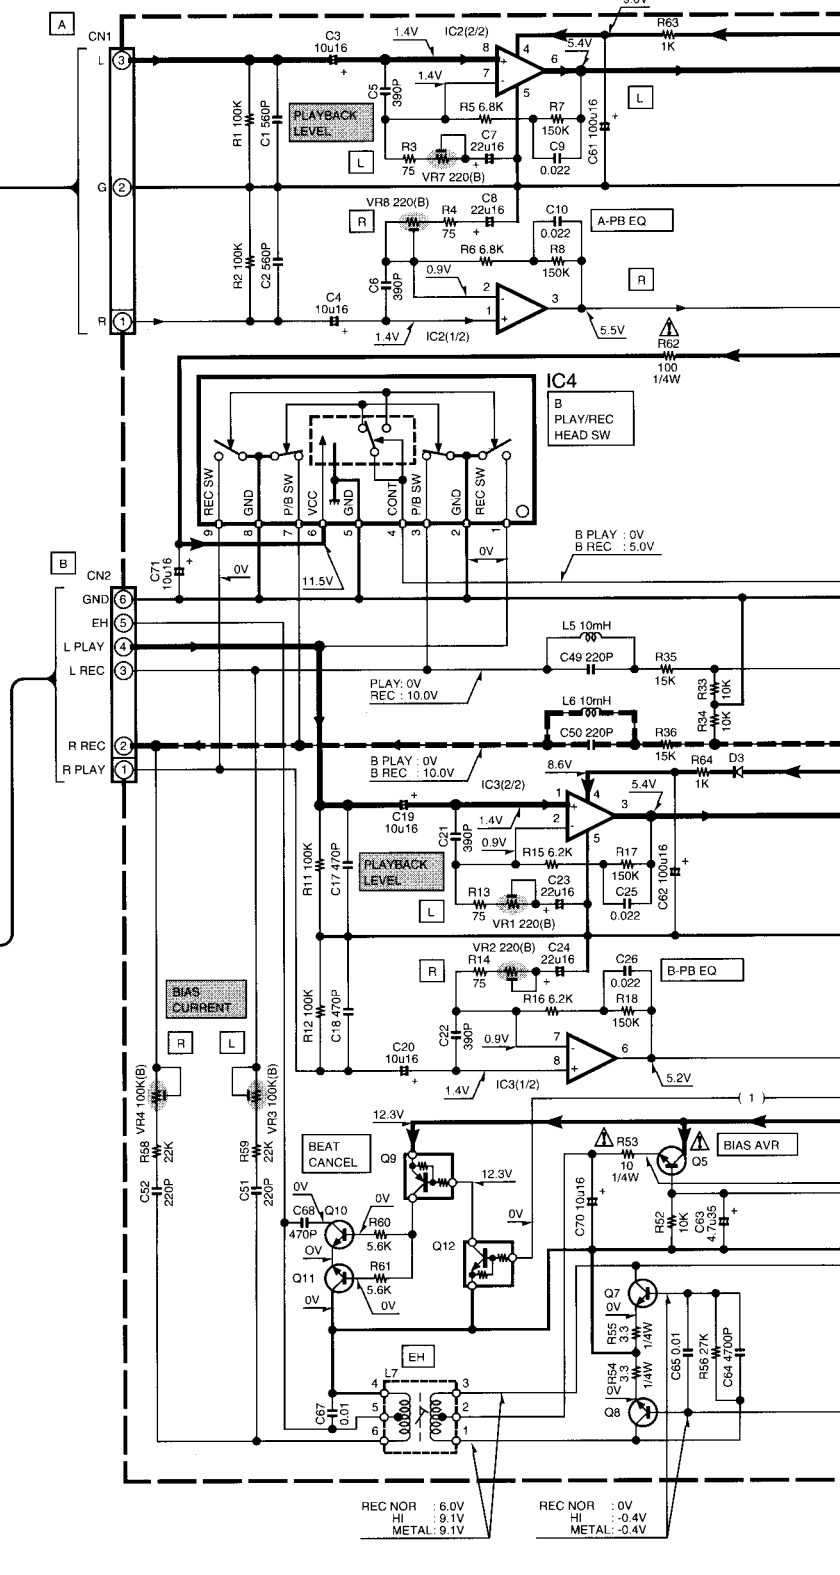 A
CN1
C3
10u16
1.4V
IC2(2/2)
R63
1K
L
3
8
4
6
5.4V
1.4V
7
5
+
-
C5
390P
R1 100K
C1 560P
PLAYBACK
LEVEL
R5 6.8K
R7
150K
L
C61 100u16
L
R3
75
C7
22u16
C9
0.022
VR7 220(B)
G
2
VR8 220(B)
C8
22u16
R
R4
75
C10
0.022
A-PB EQ
R2 100K
C2 560P
R6 6.8K
R8
150K
C6
390P
0.9V
2
3
R
C4
10u16
1
R
1
1.4V
IC2(1/2)
5.5V
R62
100
1/4W
IC4
B
PLAY/REC
HEAD SW
REC SW
GND
P/B SW
VCC
GND
CONT
P/B SW
GND
REC SW
9
8
7
6
5
4
3
2
1
B PLAY : 0V
B REC : 5.0V
B
CN2
C71
10u16
0V
11.5V
0V
GND
6
EH
5
L PLAY
4
L REC
3
L5 10mH
C49 220P
R35
15K
PLAY: 0V
REC : 10.0V
R33
10K
R34
10K
L6 10mH
C50 220P
R36
15K
R REC
2
R PLAY
1
B PLAY : 0V
B REC : 10.0V
8.6V
R64
1K
D3
IC3(2/2)
5.4V
C19
10u16
1.4V
1
4
3
2
5
0.9V
C21
390P
R11 100K
C17 470P
PLAYBACK
LEVEL
R15 6.2K
R17
150K
C62 100u16
L
R13
75
C23
22u16
C25
0.022
VR1 220(B)
VR2 220(B)
C24
22u16
R
R14
75
C26
0.022
B-PB EQ
BIAS
CURRENT
R12 100K
C18 470P
R16 6.2K
R18
150K
R
L
C22
390P
C20
10u16
0.9V
7
6
8
1.4V
IC3(1/2)
5.2V
VR4 100K(B)
VR3 100K(B)
( 1 )
12.3V
R58
22K
R59
22K
BEAT
CANCEL
Q9
12.3V
R53
10
1/4W
Q5
BIAS AVR
C52
220P
C51
220P
0V
C68
470P
Q10
0V
R60
5.6K
0V
C70 10u16
R52
10K
C63
4.7u35
0V
Q11
R61
5.6K
Q12
0V
0V
Q7
0V
R55
3.3
1/4W
R54
3.3
1/4W
0V
Q8
C65 0.01
R56 27K
C64 4700P
EH
L7
C67
0.01
4
3
5
2
6
1
REC NOR : 6.0V
HI : 9.1V
METAL: 9.1V
REC NOR : 0V
HI : -0.4V
METAL: -0.4V